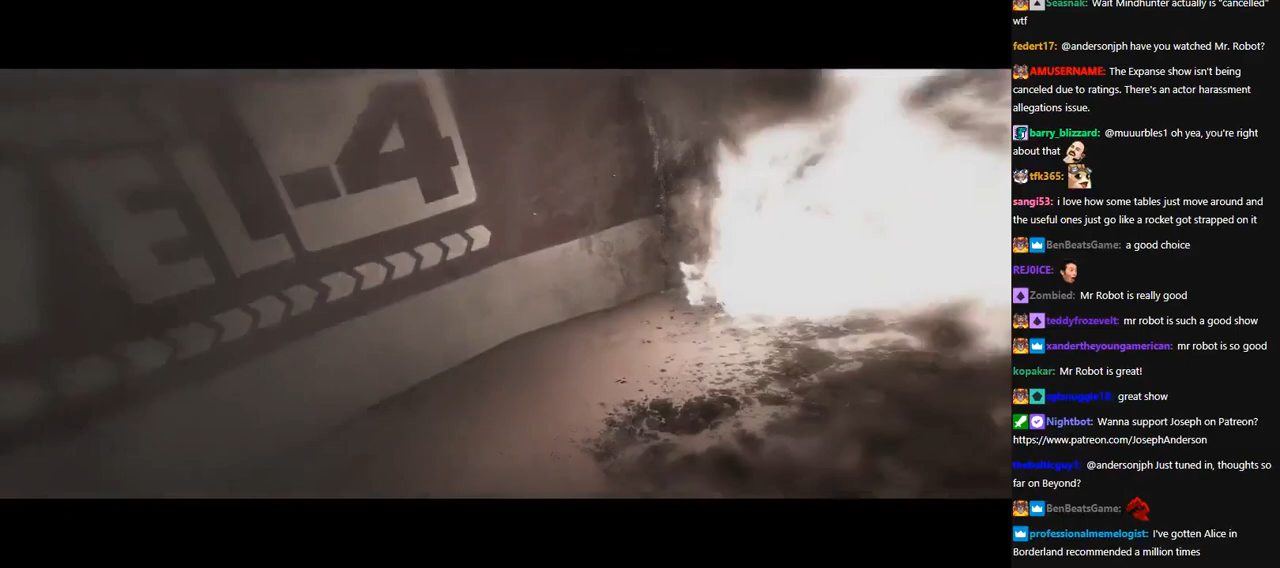 EL-4
Seasnak: Wait Mindhunter actually is "cancelled"
wtf
federt17: @andersonjph have you watched Mr. Robot?
AMUSERNAME: The Expanse show isn't being
canceled due to ratings. There's an actor harassment
allegations issue.
barry_blizzard: @muuurbles1 oh yea, you're right
about that
tfk365:
sangi53: i love how some tables just move around and
the useful ones just go like a rocket got strapped on it
BenBeatsGame: a good choice
REJ0ICE:
Zombied: Mr Robot is really good
teddyfrozevelt: mr robot is such a good show
xandertheyoungamerican: mr robot is so good
kopakar: Mr Robot is great!
great show
Nightbot: Wanna support Joseph on Patreon?
https://www.patreon.com/JosephAnderson
@andersonjph Just tuned in, thoughts so
far on Beyond?
BenBeatsGame:
professionalmemelogist: I've gotten Alice in
Borderland recommended a million times